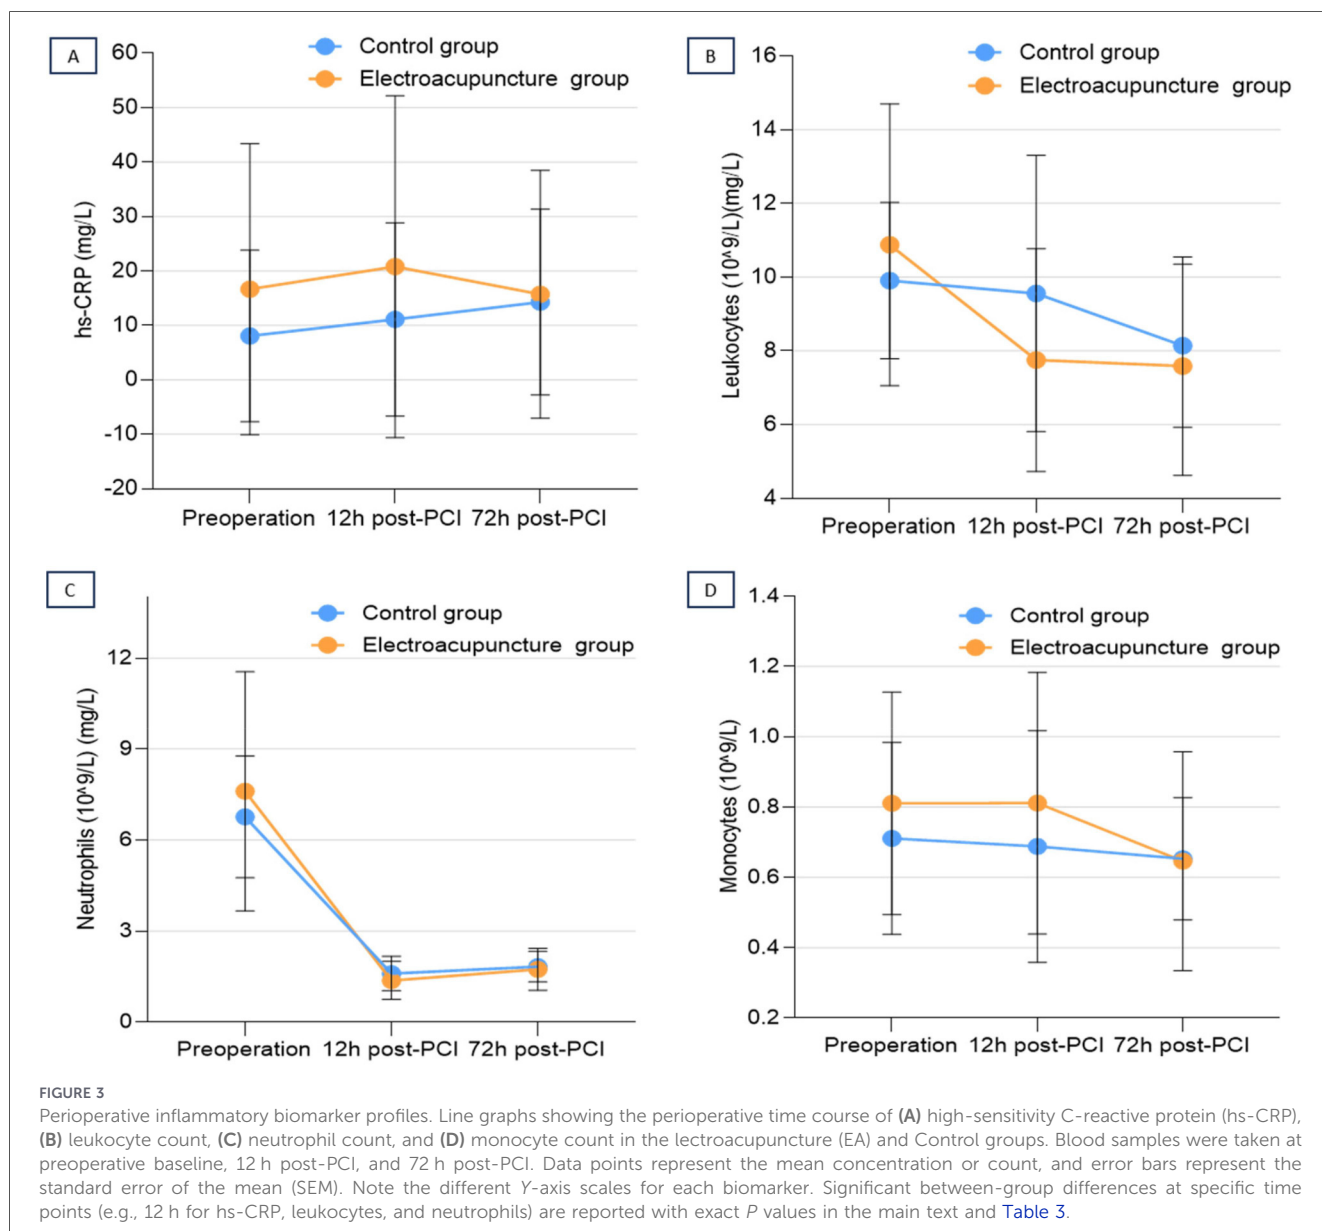 A
Control group
Electroacupuncture group
60
50
40
30
20
10
0
-10
-20
hs-CRP (mg/L)
Preoperation 12h post-PCI 72h post-PCI
B
Control group
Electroacupuncture group
16
14
12
10
8
6
4
Leukocytes (10^9/L)(mg/L)
Preoperation 12h post-PCI 72h post-PCI
C
Control group
Electroacupuncture group
12
9
6
3
0
Neutrophils (10^9/L) (mg/L)
Preoperation 12h post-PCI 72h post-PCI
D
Control group
Electroacupuncture group
1.4
1.2
1.0
0.8
0.6
0.4
0.2
Monocytes (10^9/L)
Preoperation 12h post-PCI 72h post-PCI
FIGURE 3
Perioperative inflammatory biomarker profiles. Line graphs showing the perioperative time course of (A) high-sensitivity C-reactive protein (hs-CRP),
(B) leukocyte count, (C) neutrophil count, and (D) monocyte count in the lectroacupuncture (EA) and Control groups. Blood samples were taken at
preoperative baseline, 12 h post-PCI, and 72 h post-PCI. Data points represent the mean concentration or count, and error bars represent the
standard error of the mean (SEM). Note the different Y-axis scales for each biomarker. Significant between-group differences at specific time
points (e.g., 12 h for hs-CRP, leukocytes, and neutrophils) are reported with exact P values in the main text and Table 3.